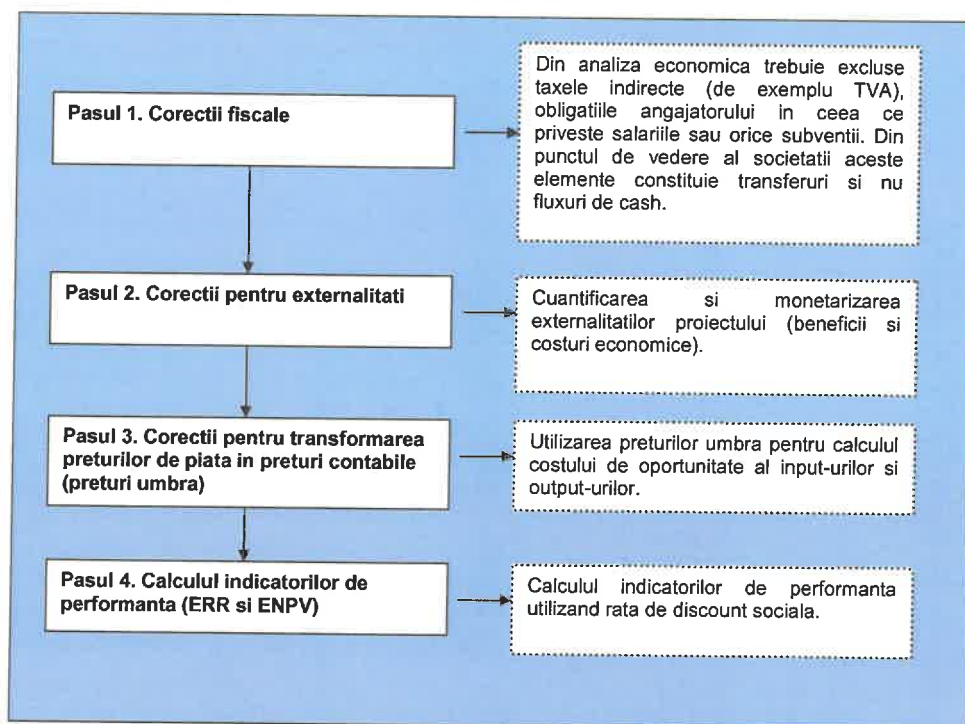 Pasul 1. Corectii fiscale
Din analiza economica trebuie excluse
taxele indirecte (de exemplu TVA),
obligatiile angajatorului in ceea ce
priveste salariile sau orice subventii. Din
punctul de vedere al societatii aceste
elemente constituie transferuri si nu
fluxuri de cash.
Pasul 2. Corectii pentru externalitati
Cuantificarea si monetarizarea
externalitatilor proiectului (beneficii si
costuri economice).
Pasul 3. Corectii pentru transformarea
preturilor de piata in preturi contabile
(preturi umbra)
Utilizarea preturilor umbra pentru calculul
costului de oportunitate al input-urilor si
output-urilor.
Pasul 4. Calculul indicatorilor de
performanta (ERR si ENPV)
Calculul indicatorilor de performanta
utilizand rata de discount sociala.